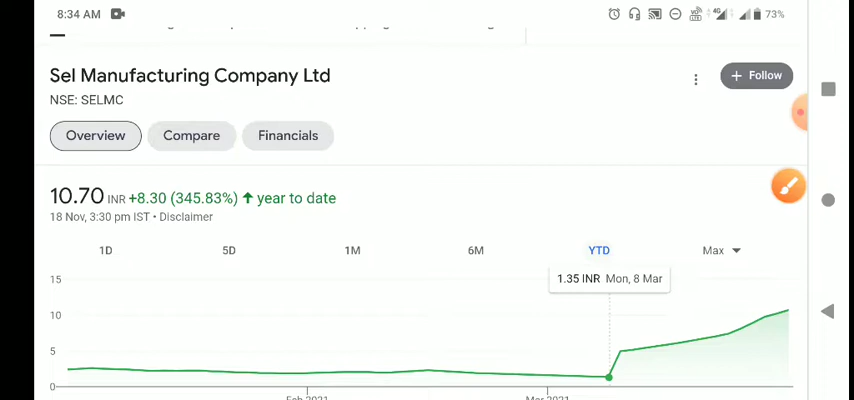 8:34 AM
4G
73%
Sel Manufacturing Company Ltd
+ Follow
NSE: SELMC
Overview
Compare
Financials
10.70 INR +8.30 (345.83%) ↑ year to date
18 Nov, 3:30 pm IST • Disclaimer
1D
5D
1M
6M
YTD
Max
1.35 INR Mon, 8 Mar
15
10
5
0
Feb 2021
Mar 2021